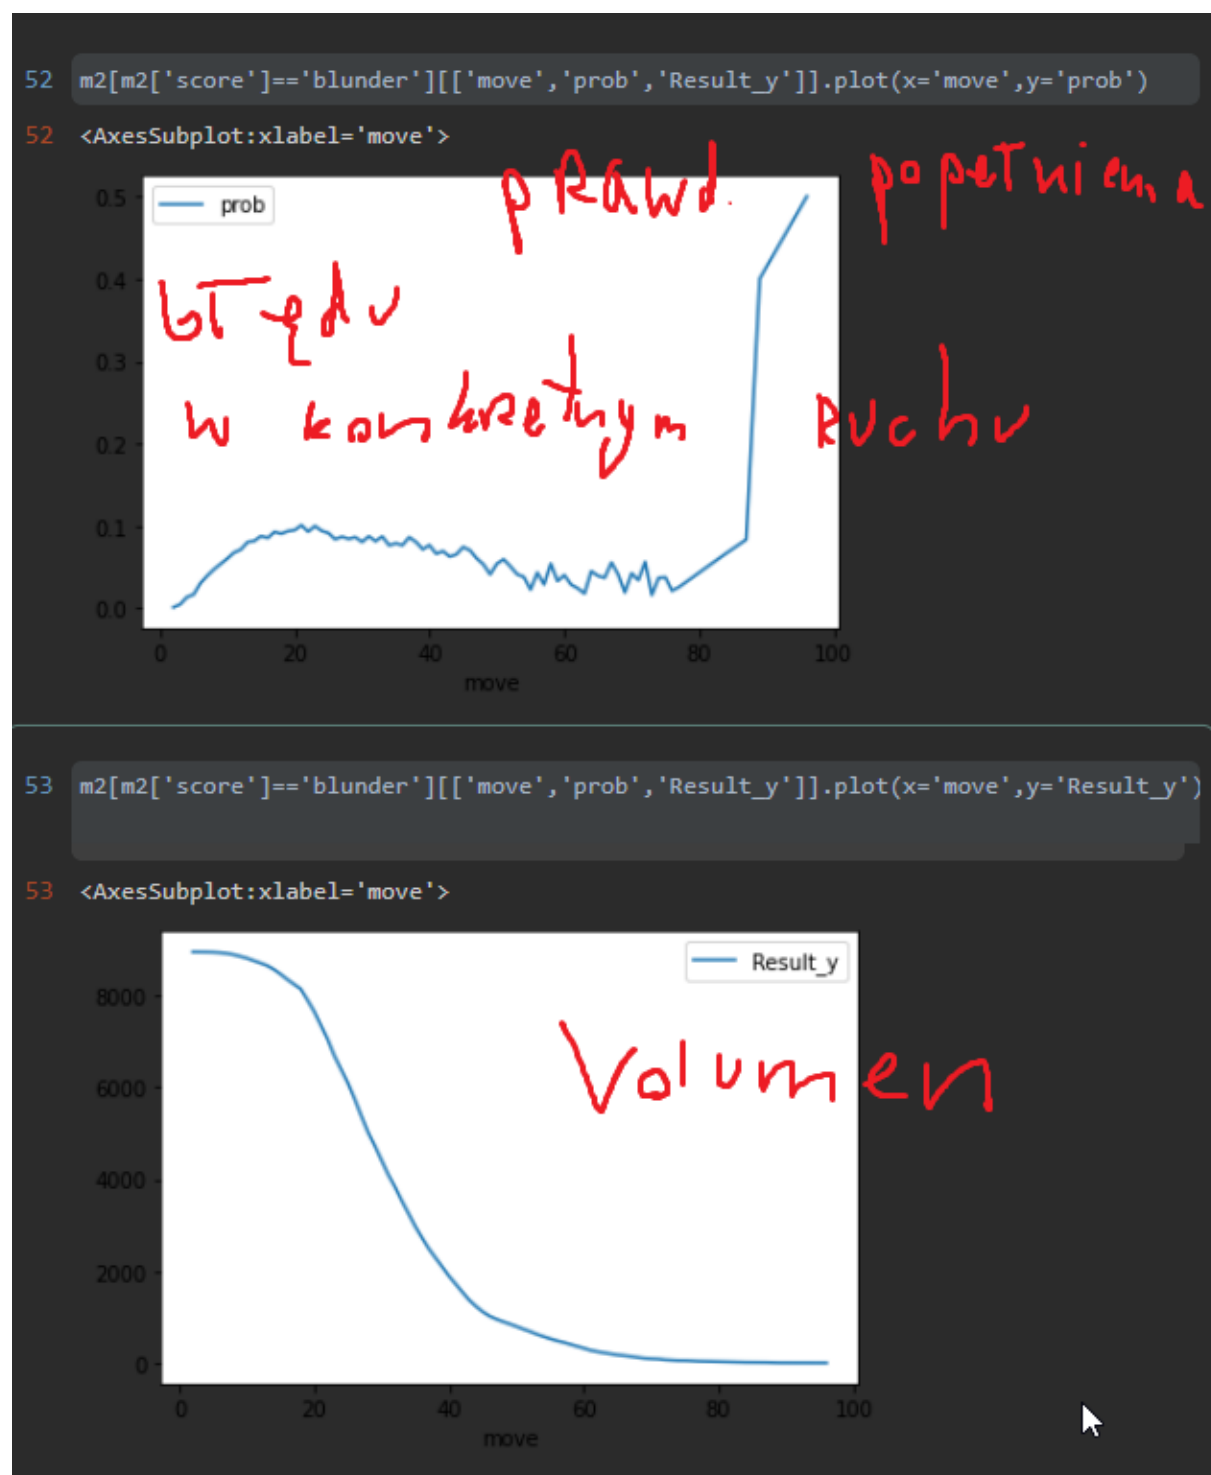 52 m2[m2['score']=='blunder'][['move','prob','Result_y']].plot(x='move',y='prob')
52 <AxesSubplot:xlabel='move'>
prawd. popełniema
0.5
prob
0.4
błędu
0.3
w konkretnym Ruchu
0.2
0.1
0.0
0 20 40 60 80 100
move
53 m2[m2['score']=='blunder'][['move','prob','Result_y']].plot(x='move',y='Result_y')
53 <AxesSubplot:xlabel='move'>
Result_y
8000
Volumen
6000
4000
2000
0
0 20 40 60 80 100
move